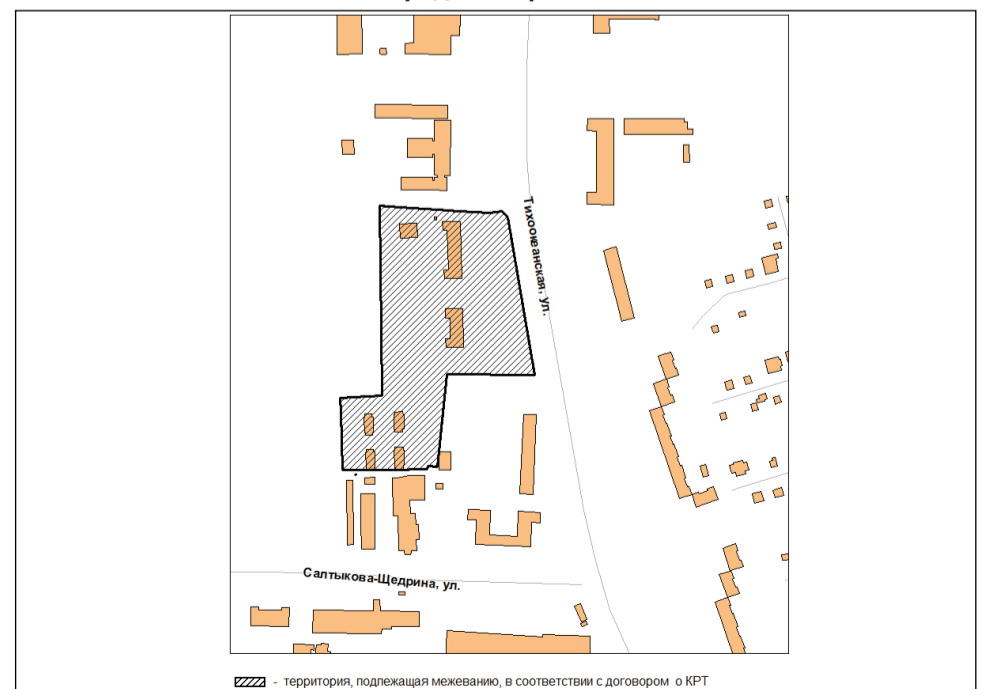 Тихоокеанская, ул.
Салтыкова-Щедрина, ул.
- территория, подлежащая межеванию, в соответствии с договором о КРТ